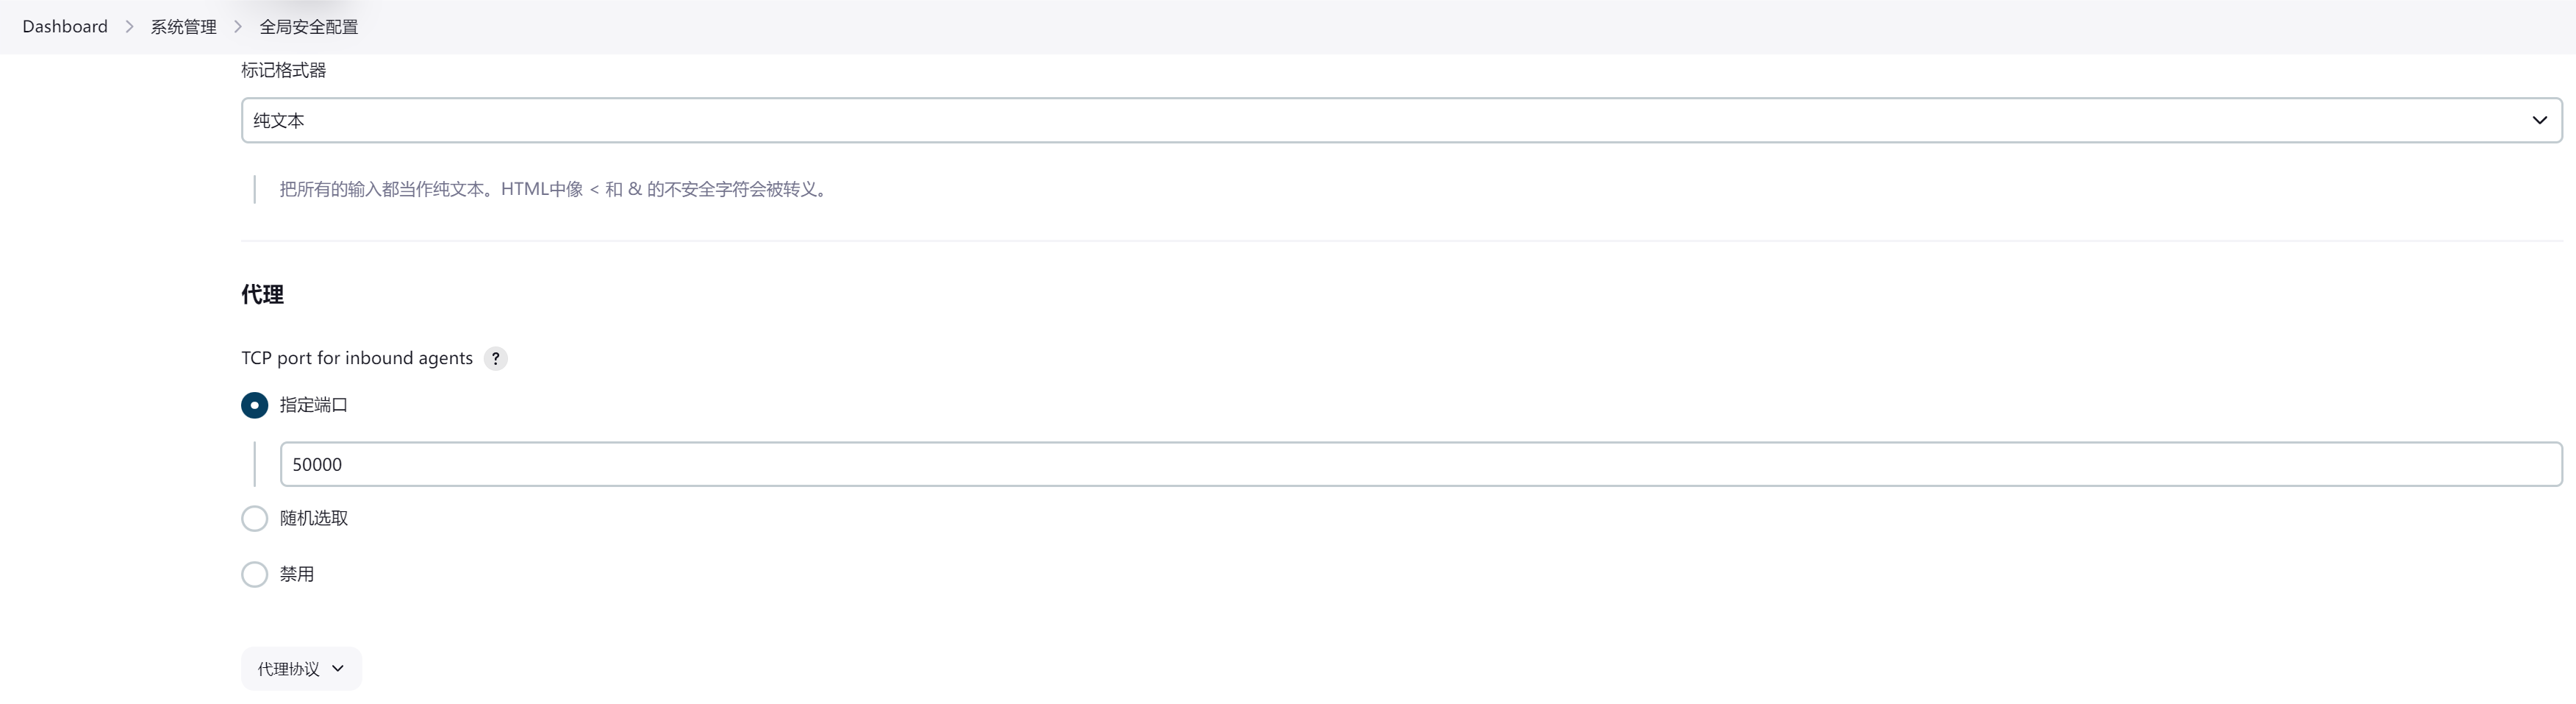 Dashboard > 系统管理 > 全局安全配置
标记格式器
纯文本
把所有的输入都当作纯文本。HTML中像 < 和 & 的不安全字符会被转义。
代理
TCP port for inbound agents ?
指定端口
50000
随机选取
禁用
代理协议